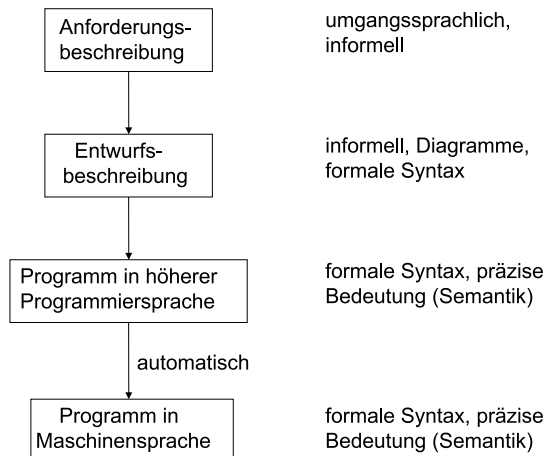 Anforderungs-
beschreibung
umgangssprachlich,
informell
Entwurfs-
beschreibung
informell, Diagramme,
formale Syntax
Programm in höherer
Programmiersprache
formale Syntax, präzise
Bedeutung (Semantik)
automatisch
Programm in
Maschinensprache
formale Syntax, präzise
Bedeutung (Semantik)